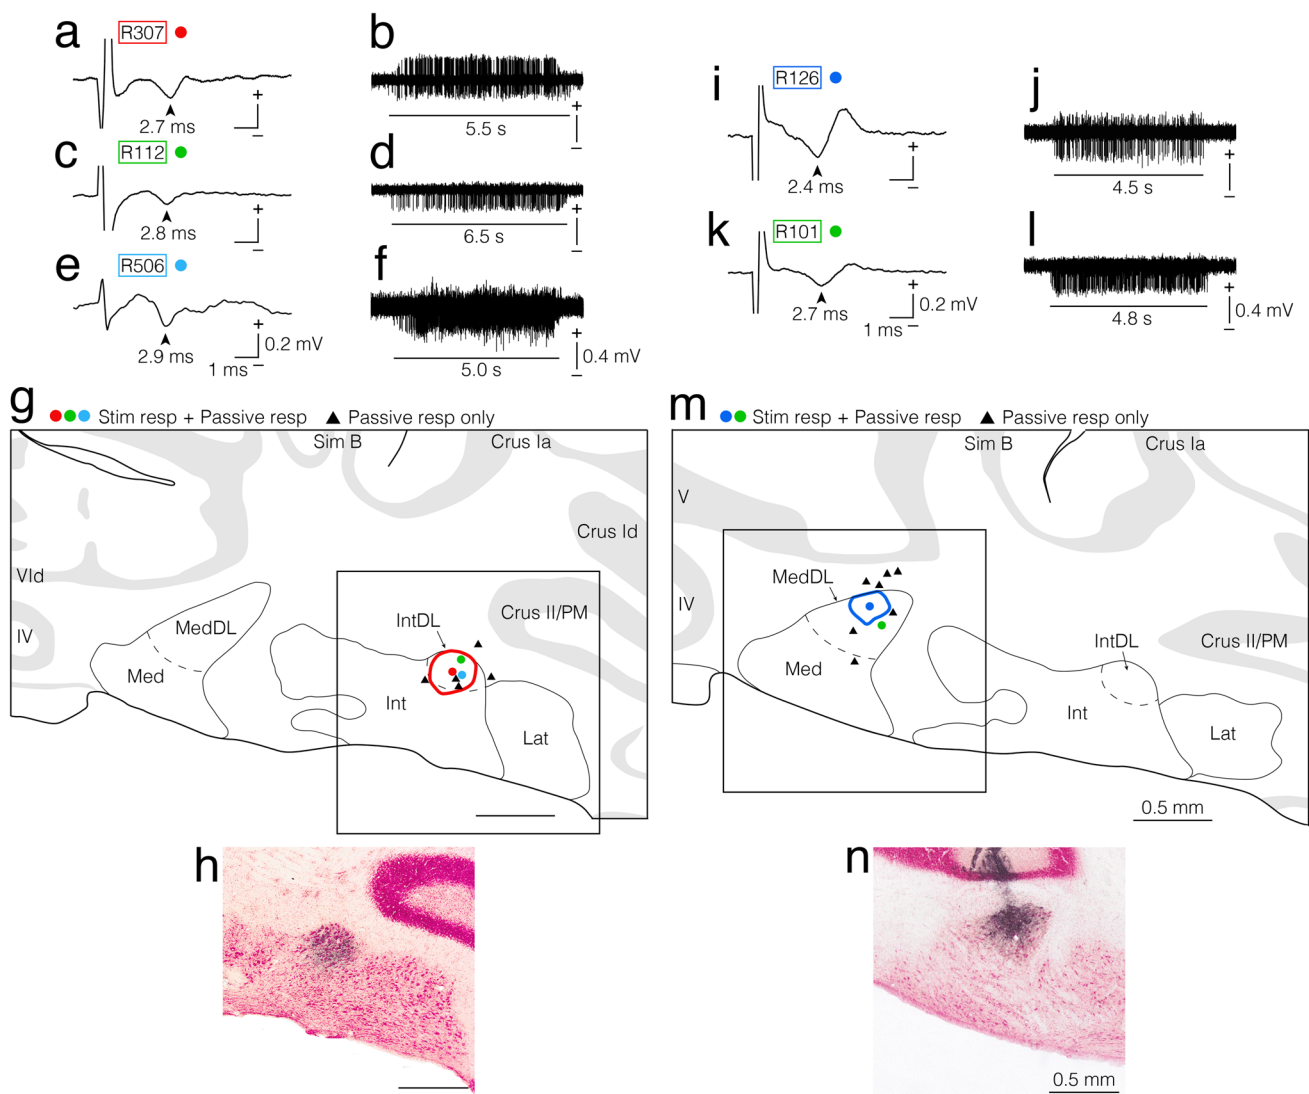 a
R307
2.7 ms
+
–
b
5.5 s
+
–
c
R112
2.8 ms
+
–
d
6.5 s
+
–
e
R506
2.9 ms
+
–
0.2 mV
1 ms
f
5.0 s
+
–
0.4 mV
i
R126
2.4 ms
+
–
j
4.5 s
+
–
k
R101
2.7 ms
+
–
0.2 mV
1 ms
l
4.8 s
+
–
0.4 mV
g
Stim resp + Passive resp
Passive resp only
Sim B
Crus Ia
Crus Id
VId
IV
MedDL
Med
IntDL
Crus II/PM
Int
Lat
m
Stim resp + Passive resp
Passive resp only
Sim B
Crus Ia
V
IV
MedDL
Med
IntDL
Crus II/PM
Int
Lat
0.5 mm
h
n
0.5 mm